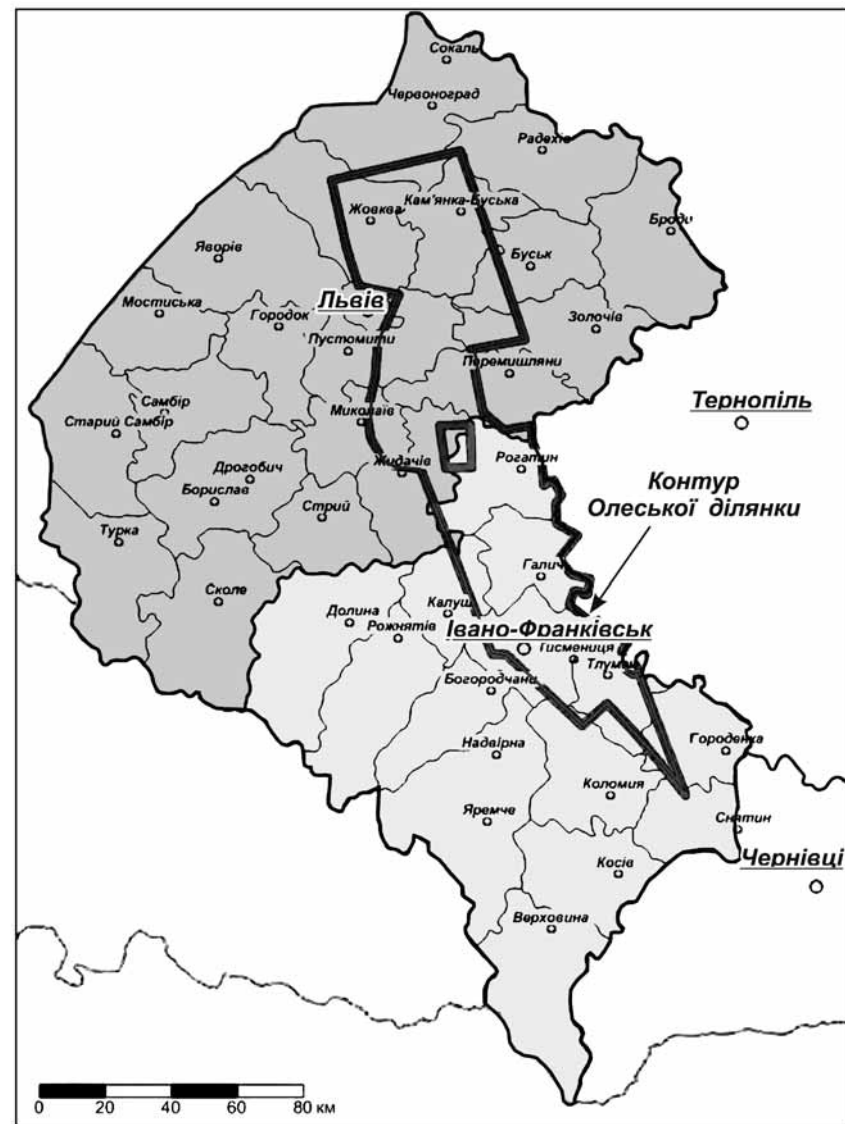 Сокаль
Червоноград
Радехів
Кам'янка-Буська
Жовква
Броди
Буськ
Яворів
Львів
Мостиська
Городок
Золочів
Пустомити
Перемишляни
Самбір
Миколаїв
Тернопіль
Старий Самбір
Рогатин
Жидачів
Дрогобич
Контур
Олеської ділянки
Борислав
Стрий
Турка
Галич
Сколе
Калуш
Долина
Рожнятів
Івано-Франківськ
Тисмениця
Тлумач
Богородчани
Надвірна
Городенка
Коломия
Яремче
Снятин
Чернівці
Косів
Верховина
0 20 40 60 80 км